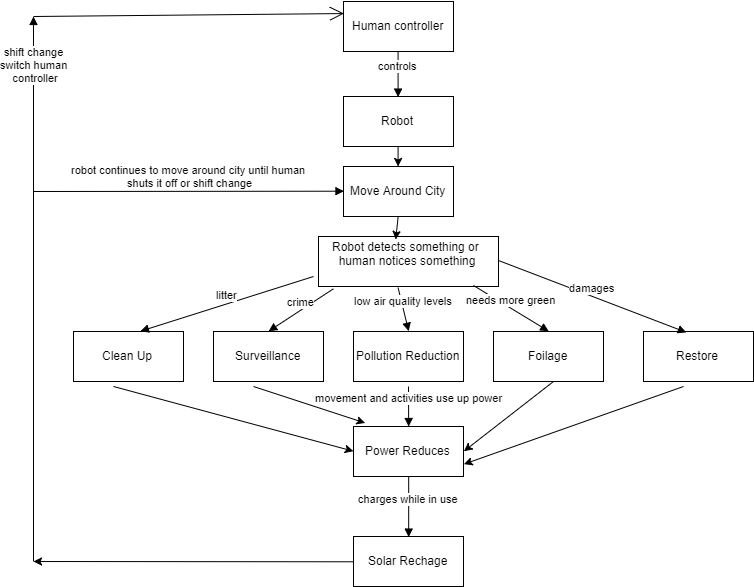 Human controller
shift change
switch human
controller
controls
Robot
robot continues to move around city until human
shuts it off or shift change
Move Around City
Robot detects something or
human notices something
litter
crime
low air quality levels
needs more green
damages
Clean Up
Surveillance
Pollution Reduction
Foilage
Restore
movement and activities use up power
Power Reduces
charges while in use
Solar Rechage